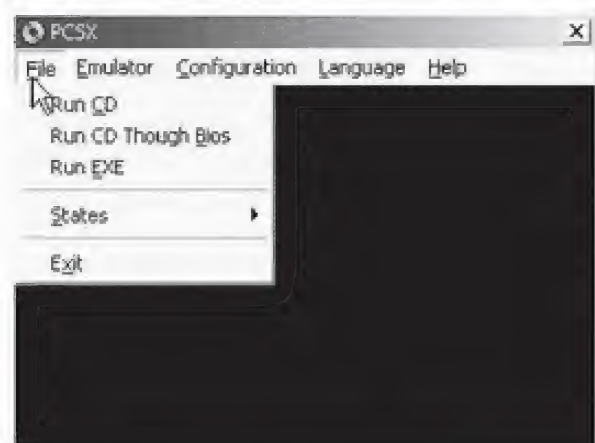 PCSX
File Emulator Configuration Language Help
Run CD
Run CD Though Bios
Run EXE
States
Exit